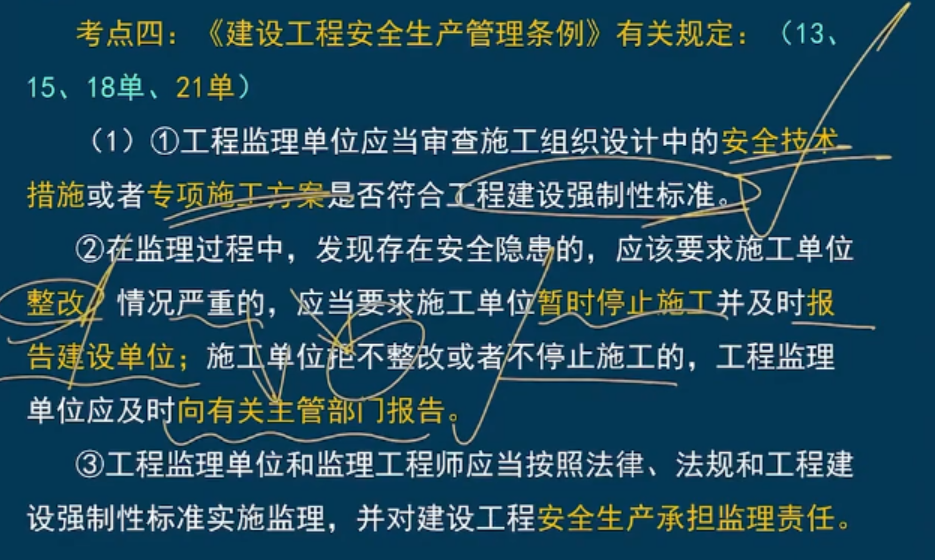 考点四：《建设工程安全生产管理条例》有关规定：（13、
15、18单、21单）
（1）①工程监理单位应当审查施工组织设计中的安全技术
措施或者专项施工方案是否符合工程建设强制性标准。
②在监理过程中，发现存在安全隐患的，应该要求施工单位
整改，情况严重的，应当要求施工单位暂时停止施工并及时报
告建设单位；施工单位拒不整改或者不停止施工的，工程监理
单位应及时向有关主管部门报告。
③工程监理单位和监理工程师应当按照法律、法规和工程建
设强制性标准实施监理，并对建设工程安全生产承担监理责任。